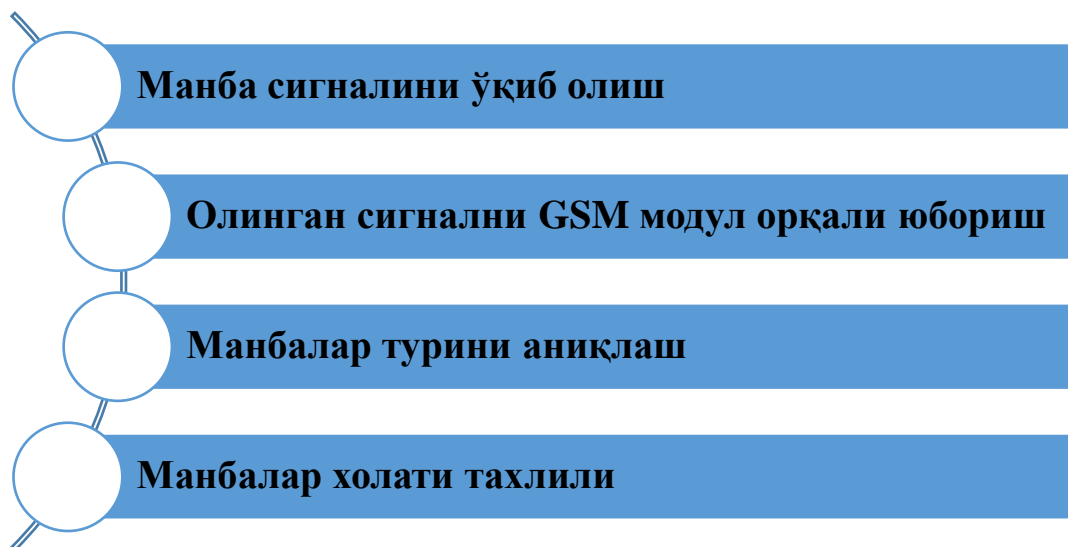 Манба сигналини ўқиб олиш
Олинган сигнални GSM модул орқали юбориш
Манбалар турини аниқлаш
Манбалар холати тахлили